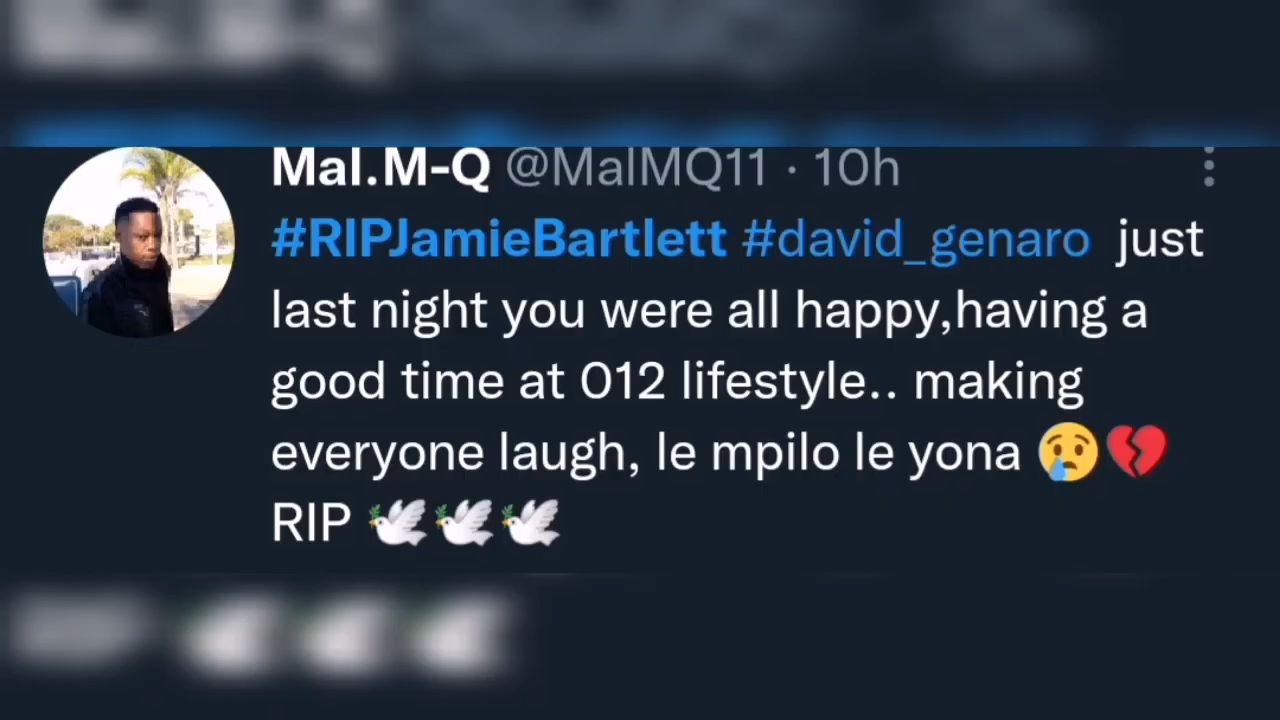 Mal.M-Q @MalMQ11 · 10h
#RIPJamieBartlett #david_genaro just
last night you were all happy,having a
good time at 012 lifestyle.. making
everyone laugh, le mpilo le yona 😢💔
RIP 🕊️🕊️🕊️